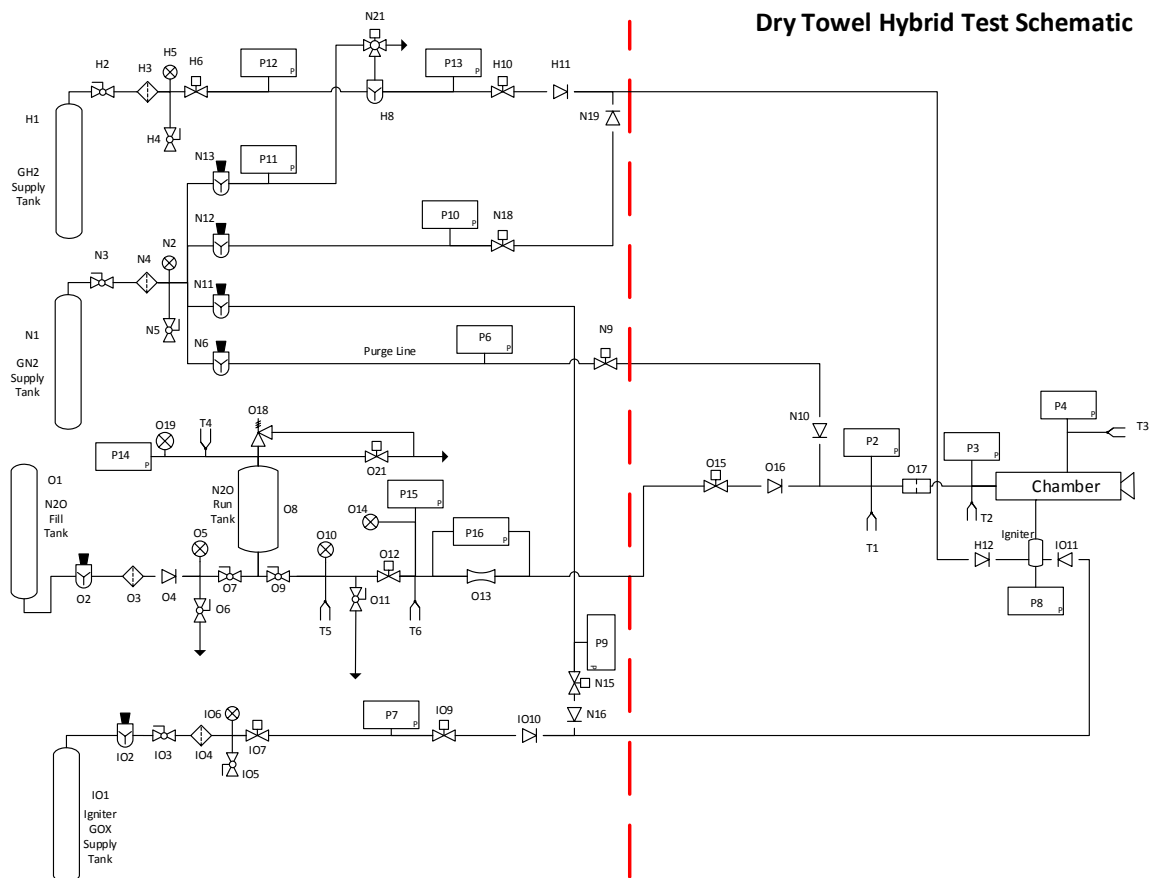 Dry Towel Hybrid Test Schematic
N21
H5
H2
H3
H6
P12
P
P13
P
H10
H11
H1
H8
H4
N19
GH2
Supply
Tank
N13
P11
P
N12
P10
P
N18
N3
N4
N2
N11
N1
N5
N6
Purge Line
P6
P
N9
GN2
Supply
Tank
P4
P
T3
O18
O19
T4
N10
P2
P
P3
P
P14
P
O21
O15
O16
O17
Chamber
O1
N2O
Fill
Tank
N2O
Run
Tank
O8
P15
P
O14
T2
O5
O10
P16
T1
Igniter
O12
H12
IO11
O2
O3
O4
O7
O9
O13
O6
O11
P8
P
T5
T6
P9
P
N15
IO6
P7
P
IO9
IO10
N16
IO2
IO3
IO4
IO7
IO5
IO1
Igniter
GOX
Supply
Tank